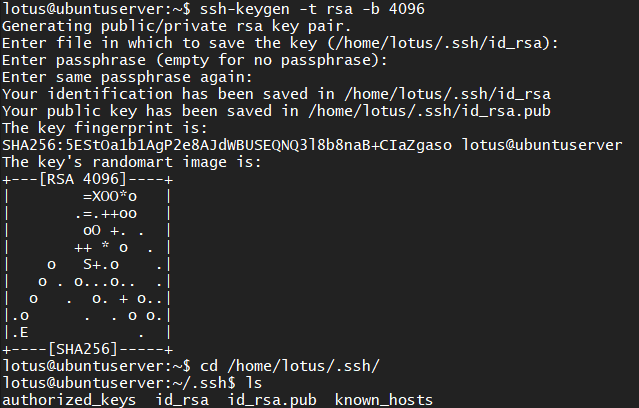 lotus@ubuntuserver:~$ ssh-keygen -t rsa -b 4096
Generating public/private rsa key pair.
Enter file in which to save the key (/home/lotus/.ssh/id_rsa):
Enter passphrase (empty for no passphrase):
Enter same passphrase again:
Your identification has been saved in /home/lotus/.ssh/id_rsa
Your public key has been saved in /home/lotus/.ssh/id_rsa.pub
The key fingerprint is:
SHA256:5EStOa1b1AgP2e8AJdWBUSEQNQ3l8b8naB+CIaZgaso lotus@ubuntuserver
The key's randomart image is:
+---[RSA 4096]----+
|        =XOO*o   |
|       .=.++oo   |
|        oO +. .  |
|       ++ * o  . |
|    o   S+.o    .|
|   o . o...o..  .|
|  o   .  o. + o..|
|.o      .  . o o.|
|.E            .  |
+----[SHA256]-----+
lotus@ubuntuserver:~$ cd /home/lotus/.ssh/
lotus@ubuntuserver:~/.ssh$ ls
authorized_keys  id_rsa  id_rsa.pub  known_hosts